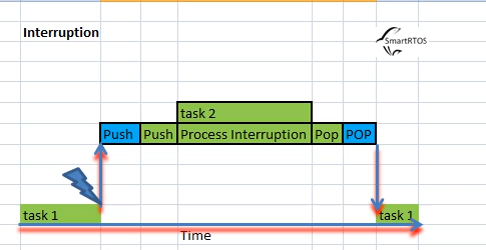 Interruption
SmartRTOS
task 2
Push Push Process Interruption Pop POP
task 1 task 1
Time